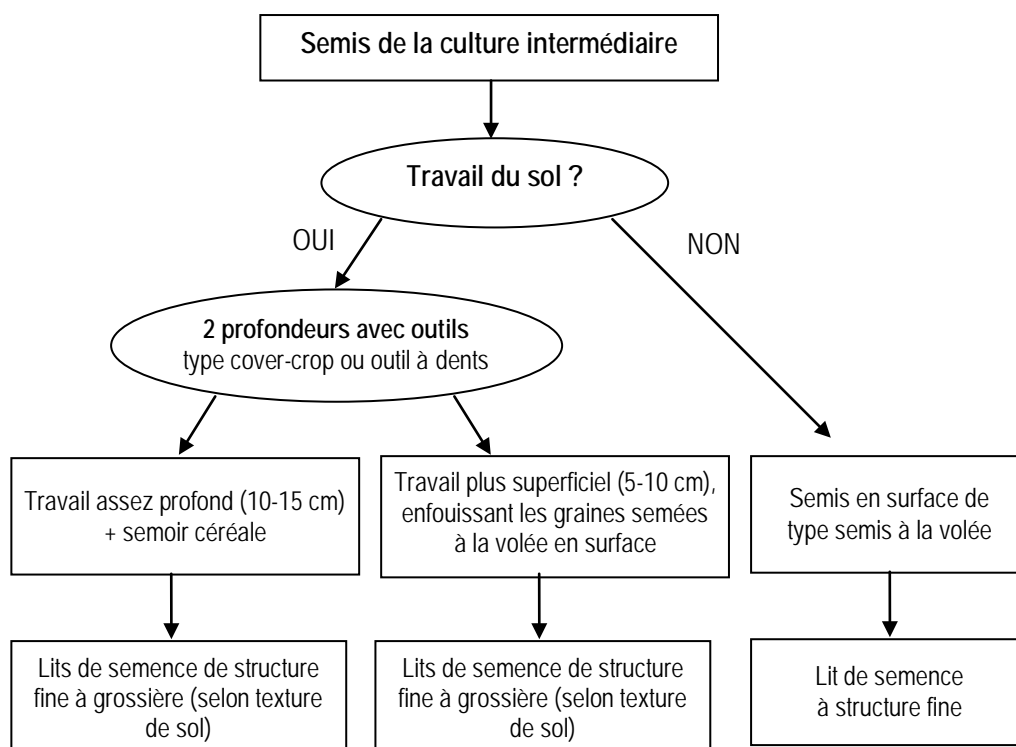 Semis de la culture intermédiaire
Travail du sol ?
OUI
NON
2 profondeurs avec outils
type cover-crop ou outil à dents
Travail assez profond (10-15 cm)
+ semoir céréale
Travail plus superficiel (5-10 cm),
enfouissant les graines semées
à la volée en surface
Semis en surface de
type semis à la volée
Lits de semence de structure
fine à grossière (selon texture
de sol)
Lits de semence de structure
fine à grossière (selon texture
de sol)
Lit de semence
à structure fine